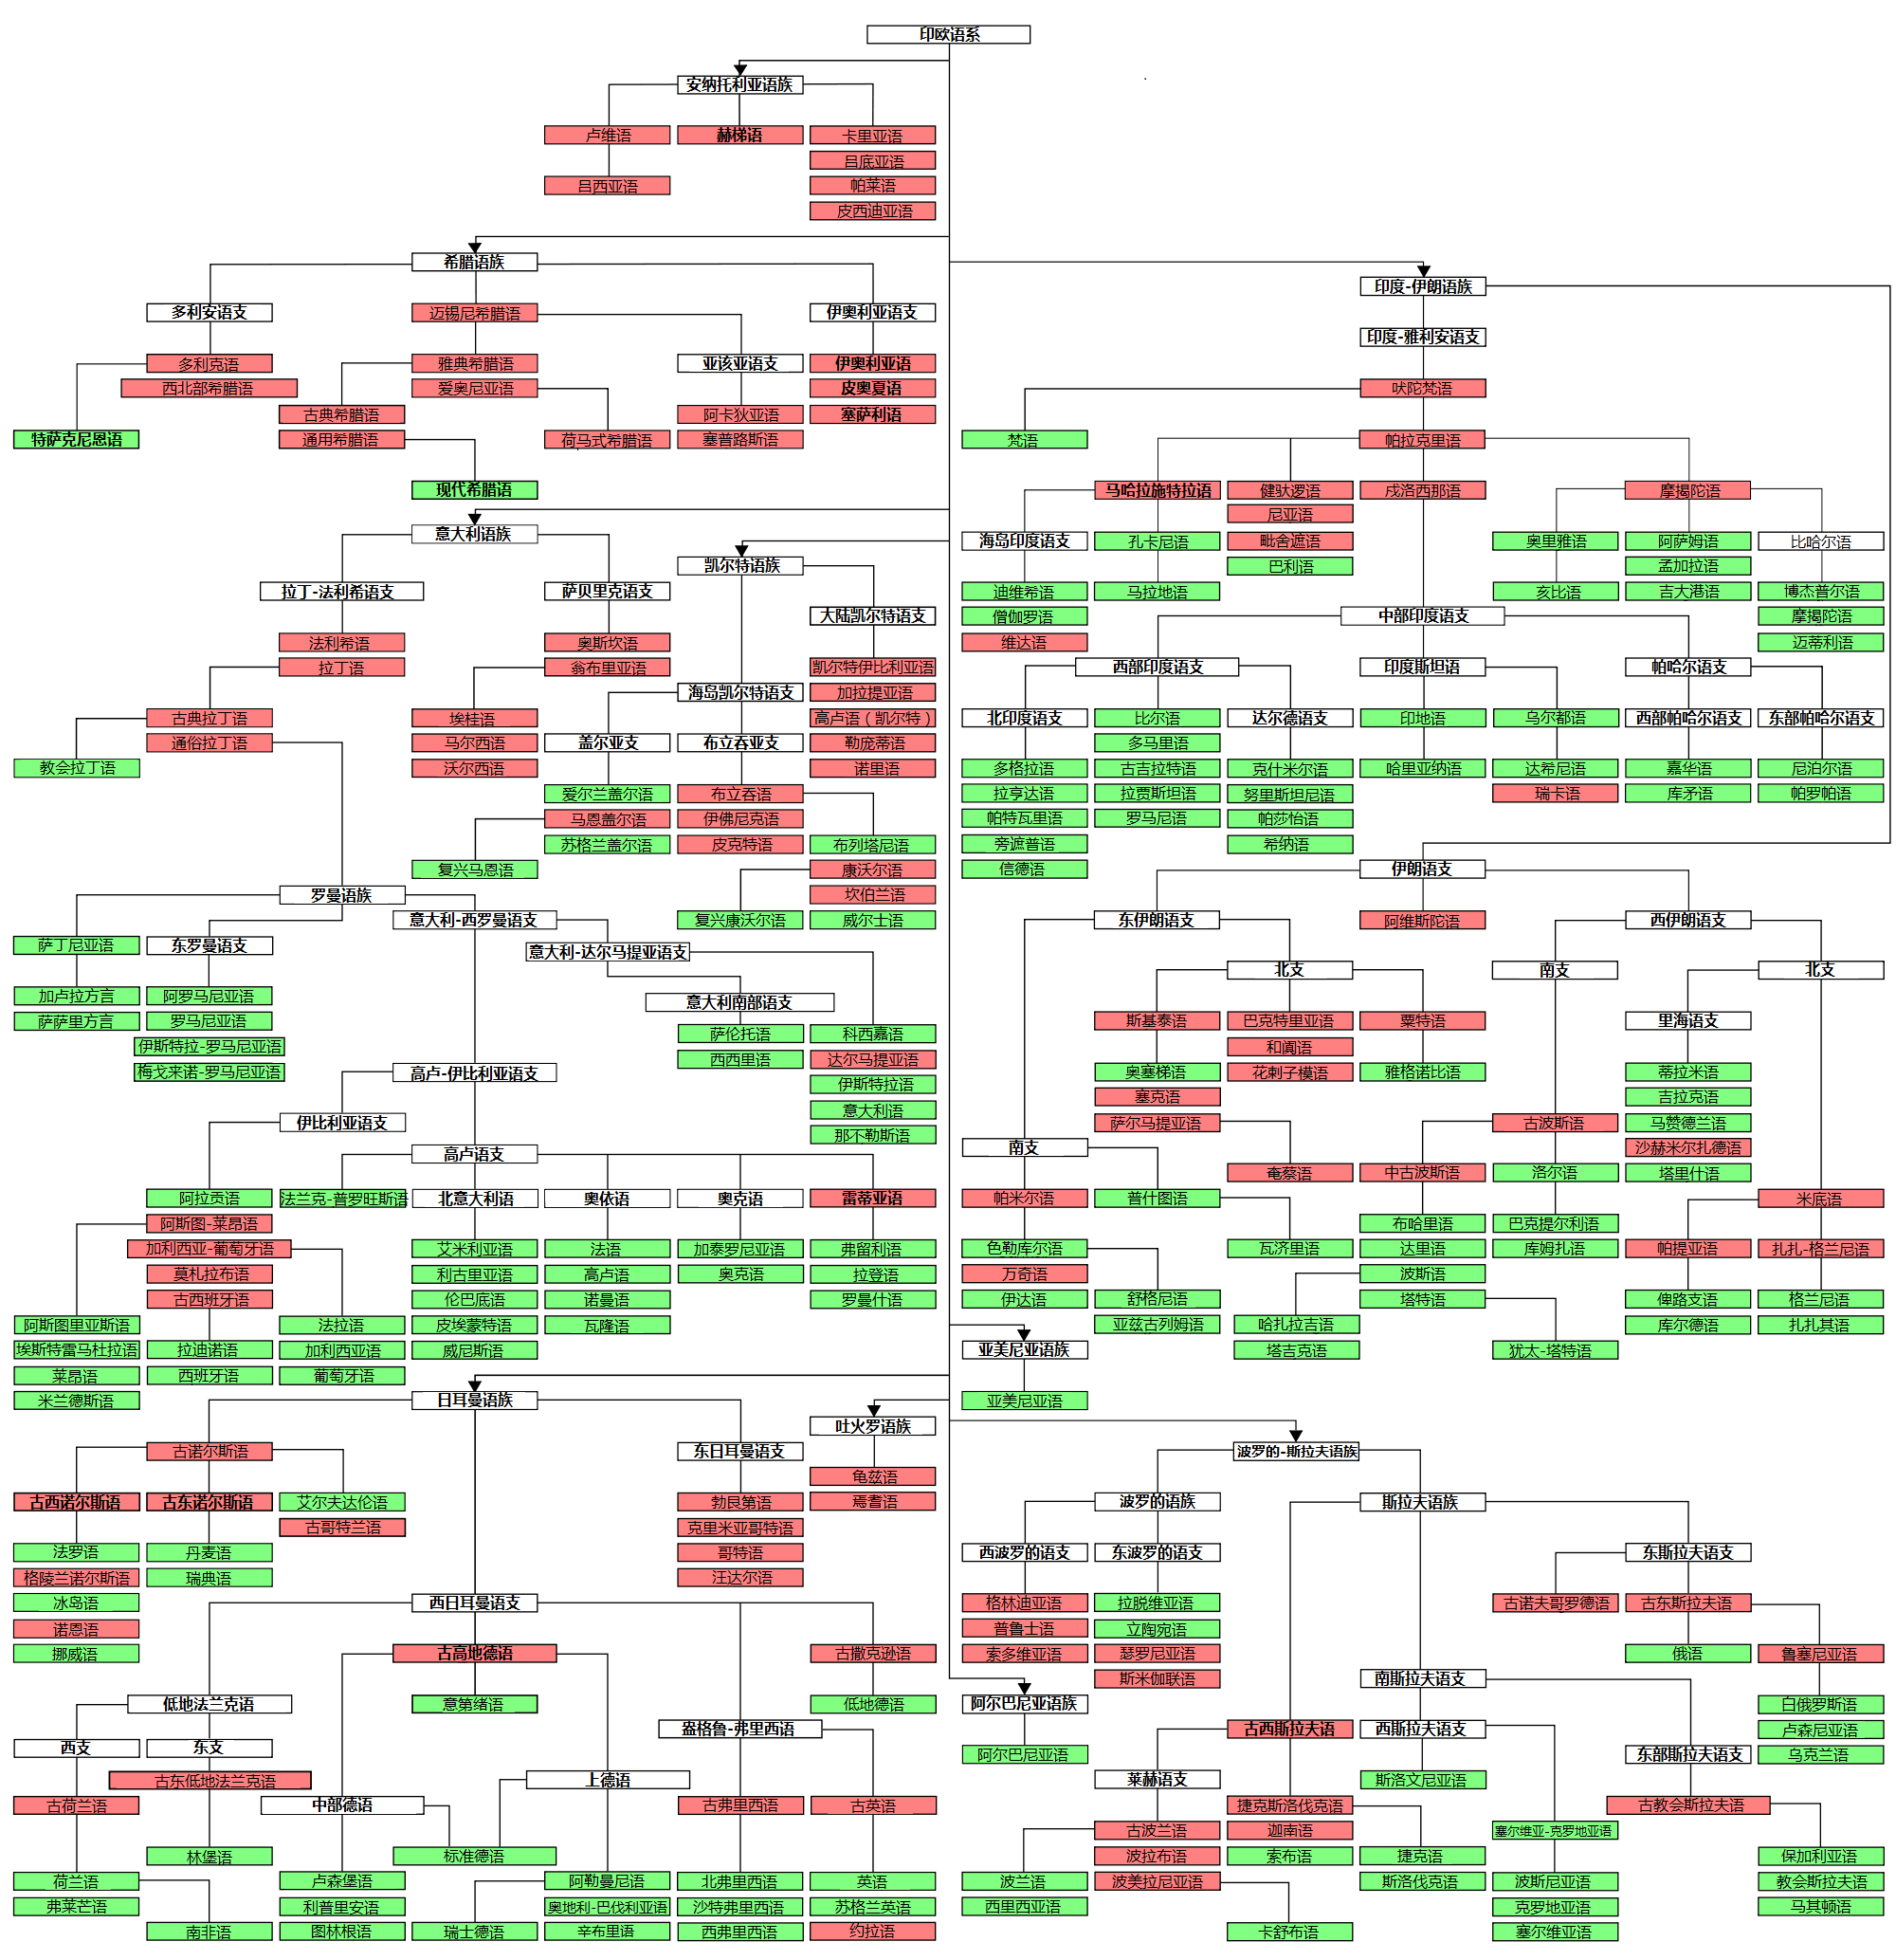 印欧语系
安纳托利亚语族
卢维语
赫梯语
卡里亚语
吕底亚语
吕西亚语
帕莱语
皮西迪亚语
希腊语族
多利安语支
迈锡尼希腊语
伊奥利亚语支
多利克语
雅典希腊语
亚该亚语支
伊奥利亚语
西北部希腊语
爱奥尼亚语
皮奥夏语
古典希腊语
阿卡狄亚语
塞萨利语
特萨克尼恩语
通用希腊语
荷马式希腊语
塞普路斯语
现代希腊语
印度-伊朗语族
印度-雅利安语支
吠陀梵语
梵语
帕拉克里语
马哈拉施特拉语
健驮逻语
戍洛西那语
摩揭陀语
尼亚语
海岛印度语支
孔卡尼语
毗舍遮语
奥里雅语
阿萨姆语
比哈尔语
巴利语
孟加拉语
迪维希语
马拉地语
亥比语
吉大港语
博杰普尔语
僧伽罗语
中部印度语支
摩揭陀语
维达语
迈蒂利语
西部印度语支
印度斯坦语
帕哈尔语支
北印度语支
比尔语
达尔德语支
印地语
乌尔都语
西部帕哈尔语支
东部帕哈尔语支
多马里语
多格拉语
古吉拉特语
克什米尔语
哈里亚纳语
达希尼语
嘉华语
尼泊尔语
拉亨达语
拉贾斯坦语
努里斯坦尼语
瑞卡语
库矛语
帕罗帕语
帕特瓦里语
罗马尼语
帕莎怡语
旁遮普语
希纳语
信德语
意大利语族
拉丁-法利希语支
萨贝里克语支
法利希语
奥斯坎语
拉丁语
翁布里亚语
古典拉丁语
埃桂语
通俗拉丁语
马尔西语
教会拉丁语
沃尔西语
凯尔特语族
大陆凯尔特语支
凯尔特伊比利亚语
海岛凯尔特语支
加拉提亚语
高卢语（凯尔特）
盖尔亚支
布立吞亚支
勒庞蒂语
诺里语
爱尔兰盖尔语
布立吞语
马恩盖尔语
伊佛尼克语
苏格兰盖尔语
皮克特语
布列塔尼语
复兴马恩语
康沃尔语
坎伯兰语
复兴康沃尔语
威尔士语
罗曼语族
意大利-西罗曼语支
萨丁尼亚语
东罗曼语支
意大利-达尔马提亚语支
加卢拉方言
阿罗马尼亚语
意大利南部语支
萨萨里方言
罗马尼亚语
萨伦托语
科西嘉语
伊斯特拉-罗马尼亚语
西西里语
达尔马提亚语
梅戈来诺-罗马尼亚语
高卢-伊比利亚语支
伊斯特拉语
意大利语
伊比利亚语支
那不勒斯语
高卢语支
阿拉贡语
法兰克-普罗旺斯语
北意大利语
奥依语
奥克语
雷蒂亚语
阿斯图-莱昂语
加利西亚-葡萄牙语
艾米利亚语
法语
加泰罗尼亚语
弗留利语
莫札拉布语
利古里亚语
高卢语
奥克语
拉登语
古西班牙语
伦巴底语
诺曼语
罗曼什语
阿斯图里亚斯语
法拉语
皮埃蒙特语
瓦隆语
埃斯特雷马杜拉语
拉迪诺语
加利西亚语
威尼斯语
莱昂语
西班牙语
葡萄牙语
米兰德斯语
伊朗语支
东伊朗语支
阿维斯陀语
西伊朗语支
北支
南支
北支
斯基泰语
巴克特里亚语
粟特语
里海语支
和阗语
奥塞梯语
花剌子模语
雅格诺比语
蒂拉米语
塞克语
吉拉克语
萨尔马提亚语
古波斯语
马赞德兰语
南支
沙赫米尔扎德语
奄蔡语
中古波斯语
洛尔语
塔里什语
帕米尔语
普什图语
米底语
布哈里语
巴克提尔利语
色勒库尔语
瓦济里语
达里语
库姆扎语
帕提亚语
扎扎-格兰尼语
万奇语
波斯语
伊达语
舒格尼语
塔特语
俾路支语
格兰尼语
亚兹古列姆语
哈扎拉吉语
库尔德语
扎扎其语
塔吉克语
犹太-塔特语
亚美尼亚语族
亚美尼亚语
日耳曼语族
吐火罗语族
古诺尔斯语
东日耳曼语支
龟兹语
古西诺尔斯语
古东诺尔斯语
艾尔夫达伦语
勃艮第语
焉耆语
古哥特兰语
克里米亚哥特语
法罗语
丹麦语
哥特语
格陵兰诺尔斯语
瑞典语
汪达尔语
冰岛语
西日耳曼语支
诺恩语
挪威语
古高地德语
古撒克逊语
低地法兰克语
意第绪语
低地德语
盎格鲁-弗里西语
西支
东支
古东低地法兰克语
上德语
古荷兰语
中部德语
古弗里西语
古英语
林堡语
标准德语
荷兰语
卢森堡语
阿勒曼尼语
北弗里西语
英语
弗莱芒语
利普里安语
奥地利-巴伐利亚语
沙特弗里西语
苏格兰英语
南非语
图林根语
瑞士德语
辛布里语
西弗里西语
约拉语
波罗的-斯拉夫语族
波罗的语族
斯拉夫语族
西波罗的语支
东波罗的语支
东斯拉夫语支
格林迪亚语
拉脱维亚语
古诺夫哥罗德语
古东斯拉夫语
普鲁士语
立陶宛语
索多维亚语
瑟罗尼亚语
俄语
鲁塞尼亚语
斯米伽联语
南斯拉夫语支
阿尔巴尼亚语族
白俄罗斯语
古西斯拉夫语
西斯拉夫语支
卢森尼亚语
阿尔巴尼亚语
东部斯拉夫语支
乌克兰语
莱赫语支
斯洛文尼亚语
捷克斯洛伐克语
古教会斯拉夫语
古波兰语
迦南语
塞尔维亚-克罗地亚语
波拉布语
索布语
捷克语
保加利亚语
波兰语
波美拉尼亚语
斯洛伐克语
波斯尼亚语
教会斯拉夫语
西里西亚语
克罗地亚语
马其顿语
卡舒布语
塞尔维亚语